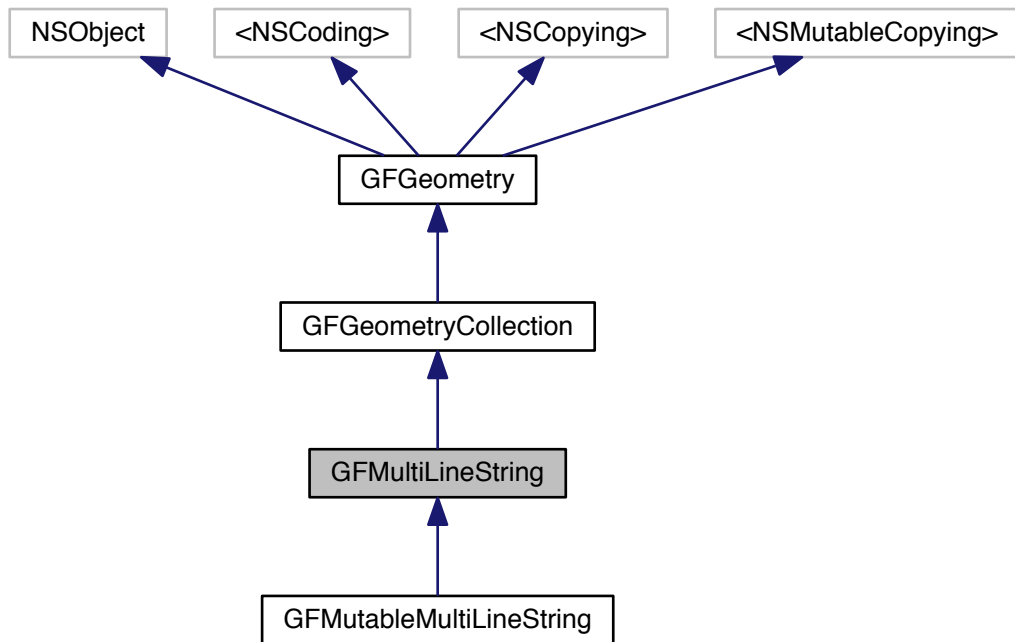 NSObject
<NSCoding>
<NSCopying>
<NSMutableCopying>
GFGeometry
GFGeometryCollection
GFMultiLineString
GFMutableMultiLineString